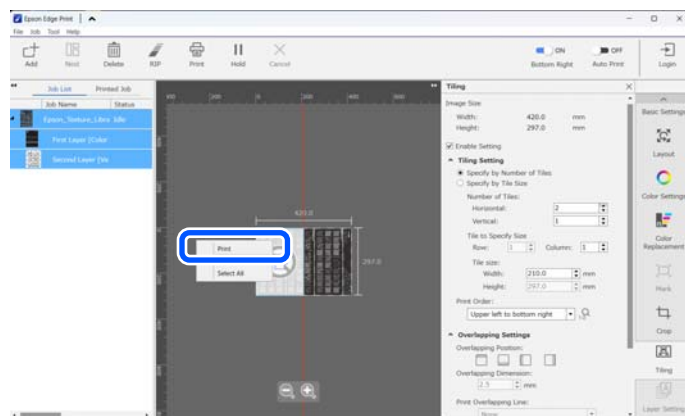 Epson Edge Print
File Job Tool Help
Add Nest Delete RIP Print Hold Cancel
ON OFF
Bottom Right Auto Print Login
Job List Printed Job
Job Name Status
Epson_Texture_Libra Idle
First Layer (Color
Second Layer (Va
420.0
297.0
Print
Select All
Tiling
Image Size
Width: 420.0 mm
Height: 297.0 mm
Enable Setting
Tiling Setting
Specify by Number of Tiles
Specify by Tile Size
Number of Tiles:
Horizontal: 2
Vertical: 1
Tile to Specify Size
Row: 1 Column: 1
Tile size:
Width: 210.0 mm
Height: 297.0 mm
Print Order:
Upper left to bottom right
Overlapping Settings
Overlapping Position:
Overlapping Dimension:
2.5 mm
Print Overlapping Line:
None
Basic Settings
Layout
Color Settings
Color Replacement
Mark
Crop
Tiling
Layer Settings